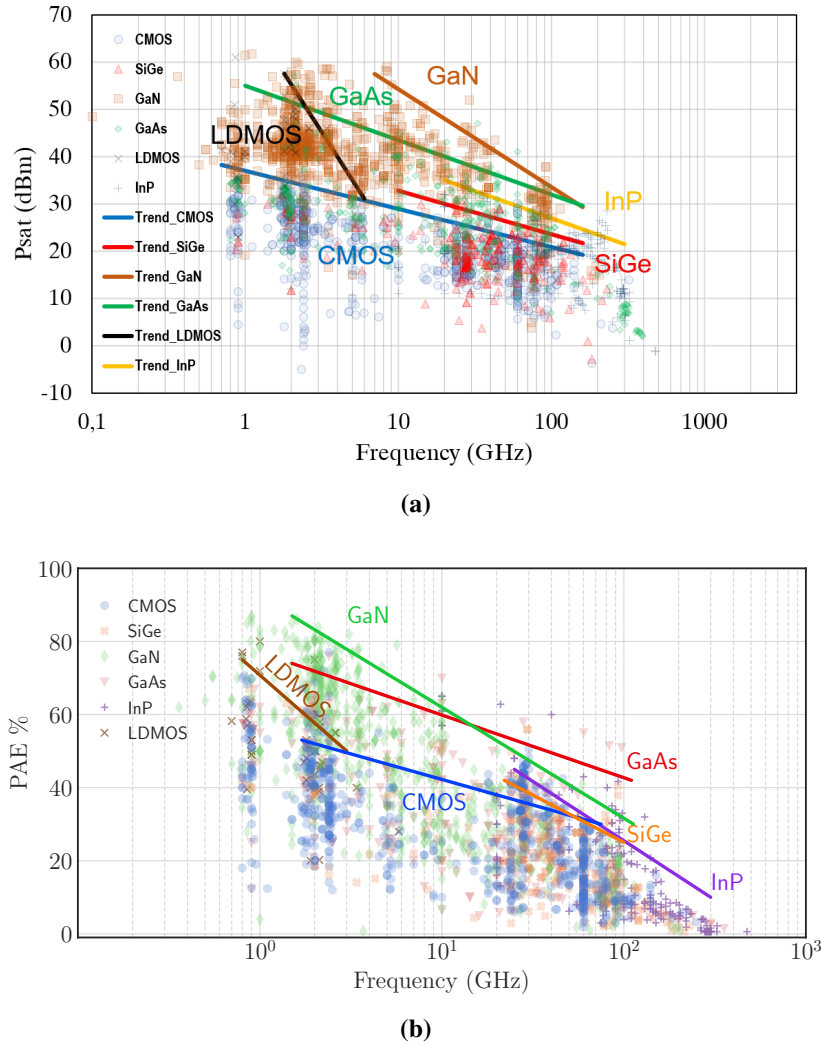 70
60
50
40
30
20
10
0
-10
Psat (dBm)
CMOS
SiGe
GaN
GaAs
LDMOS
InP
Trend_CMOS
Trend_SiGe
Trend_GaN
Trend_GaAs
Trend_LDMOS
Trend_InP
GaN
GaAs
LDMOS
InP
CMOS
SiGe
0,1 1 10 100 1000
Frequency (GHz)
(a)
100
80
60
40
20
0
PAE %
CMOS
SiGe
GaN
GaAs
InP
LDMOS
GaN
LDMOS
GaAs
CMOS
SiGe
InP
10⁰ 10¹ 10² 10³
Frequency (GHz)
(b)